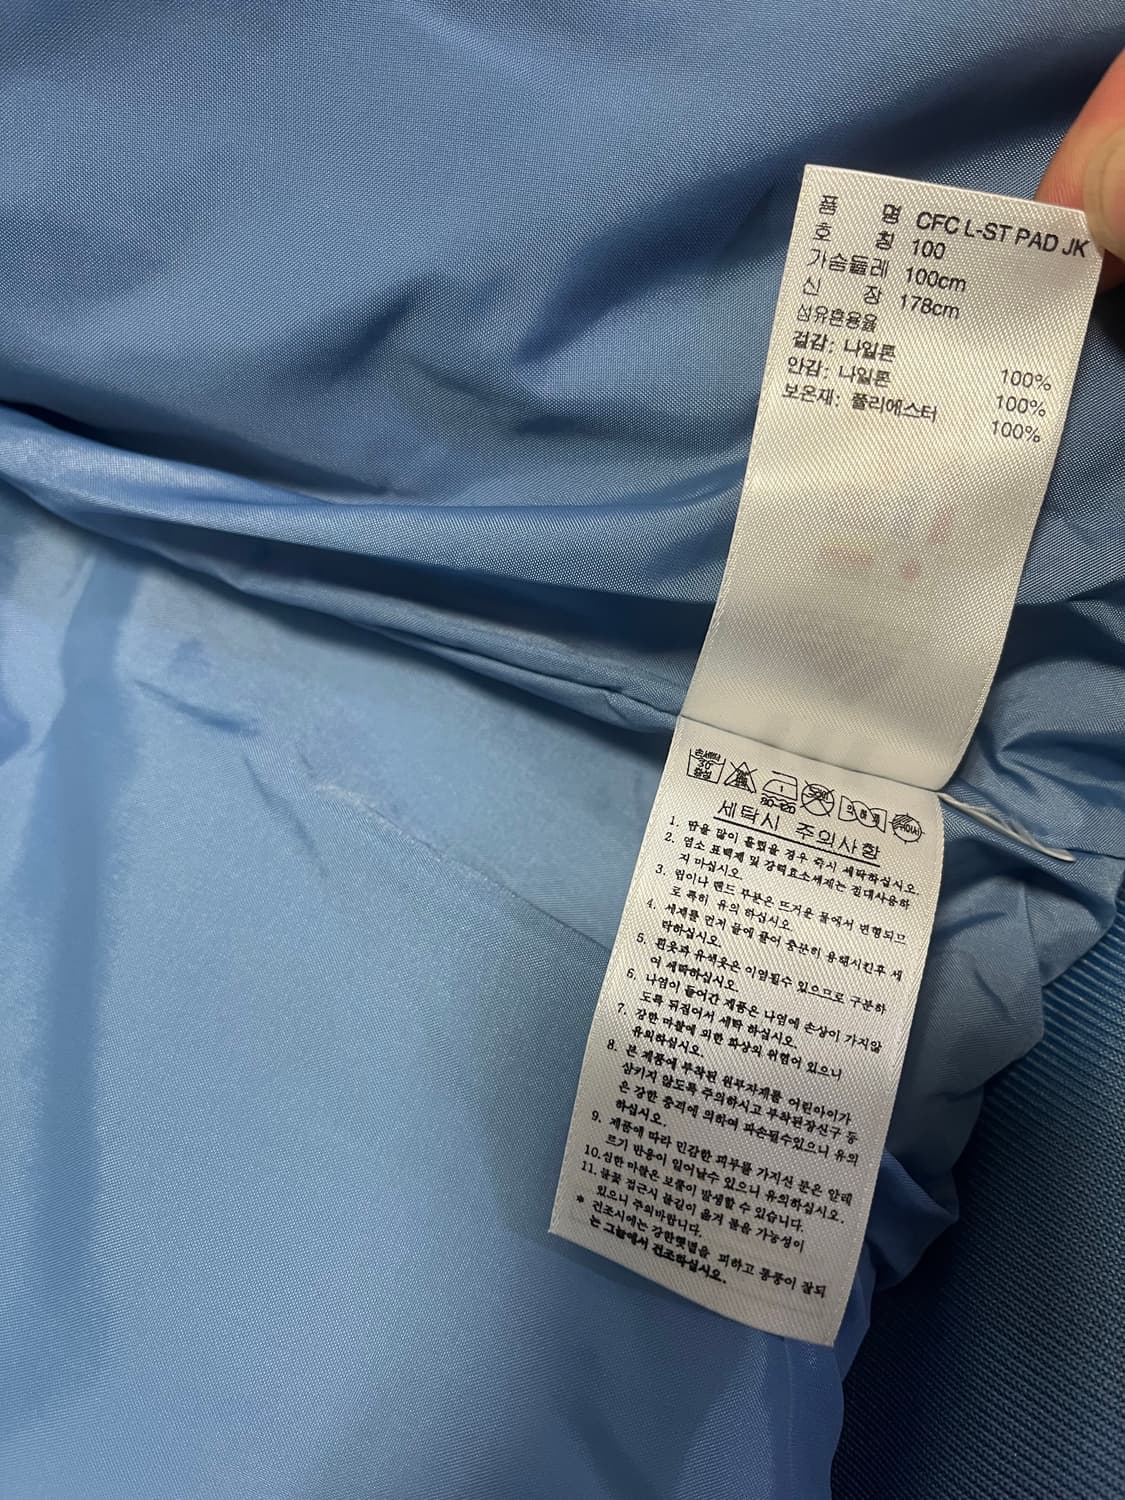 품 명 CFC L-ST PAD JK
호 칭 100
가슴둘레 100cm
신 장 178cm
섬유혼용율
겉감: 나일론 100%
안감: 나일론 100%
보온재: 폴리에스터 100%
손세탁
30°
중성
80~120
세탁시 주의사항
1. 땀을 많이 흘렸을 경우 즉시 세탁하십시오.
2. 염소 표백제 및 강력효소세제는 절대사용하
지 마십시오.
3. 립이나 밴드 부분은 뜨거운 물에서 변형되므
로 특히 유의 하십시오.
4. 세제를 먼저 물에 풀어 충분히 용해시킨후 세
탁하십시오.
5. 흰옷과 유색옷은 이염될수 있으므로 구분하
여 세탁하십시오.
6. 나염이 들어간 제품은 나염에 손상이 가지않
도록 뒤집어서 세탁 하십시오.
7. 강한 마찰에 의한 화상의 위험이 있으니
유의하십시오.
8. 본 제품에 부착된 원부자재를 어린아이가
삼키지 않도록 주의하시고 부착된장신구 등
은 강한 충격에 의하여 파손될수있으니 유의
하십시오.
9. 제품에 따라 민감한 피부를 가지신 분은 알레
르기 반응이 일어날수 있으니 유의하십시오.
10.심한 마찰은 보풀이 발생할 수 있습니다.
11. 불꽃 접근시 불길이 옮겨 붙을 가능성이
있으니 주의바랍니다.
* 건조시에는 강한햇볕을 피하고 통풍이 잘되
는 그늘에서 건조하십시오.